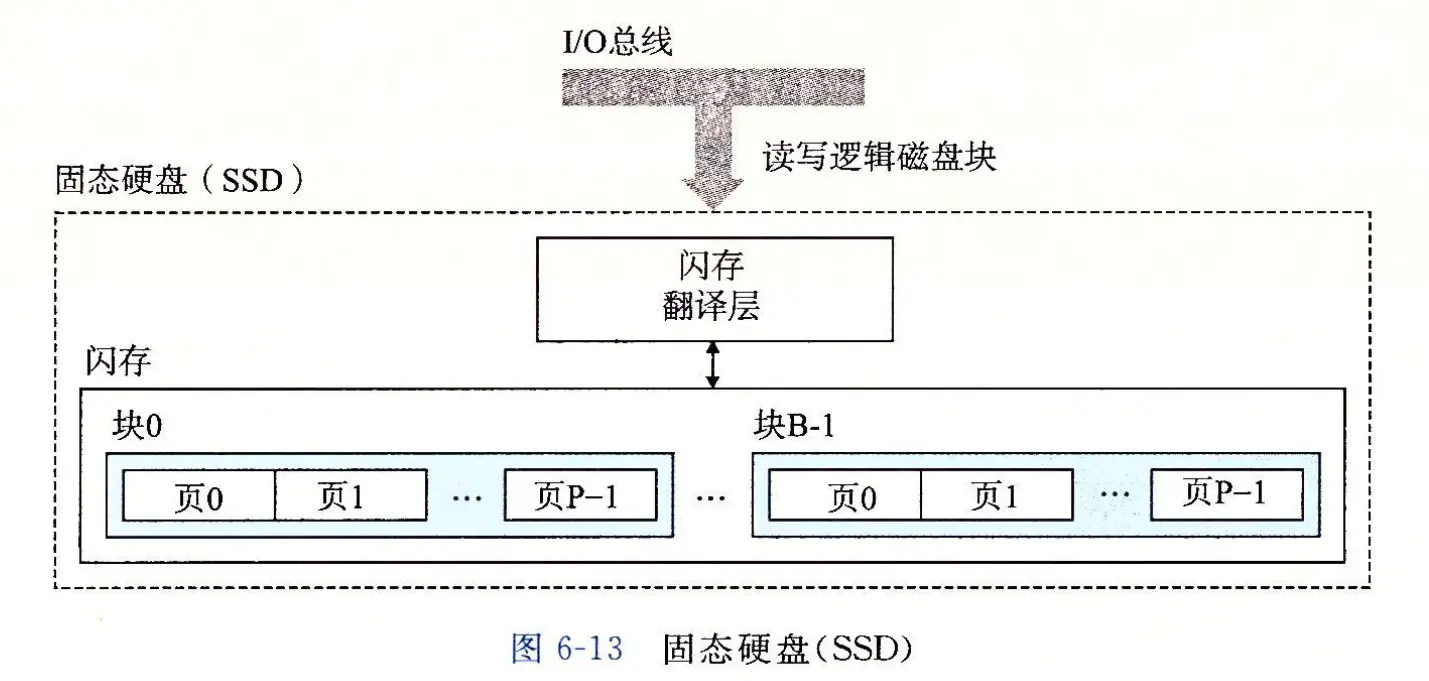 I/O总线
读写逻辑磁盘块
固态硬盘（SSD）
闪存
翻译层
闪存
块0
块B-1
页0 页1 … 页P–1 … 页0 页1 … 页P–1
图 6-13 固态硬盘(SSD)